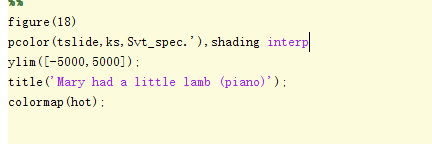 %%
figure(18)
pcolor(tslide,ks,Svt_spec.'),shading interp
ylim([-5000,5000]);
title('Mary had a little lamb (piano)');
colormap(hot);